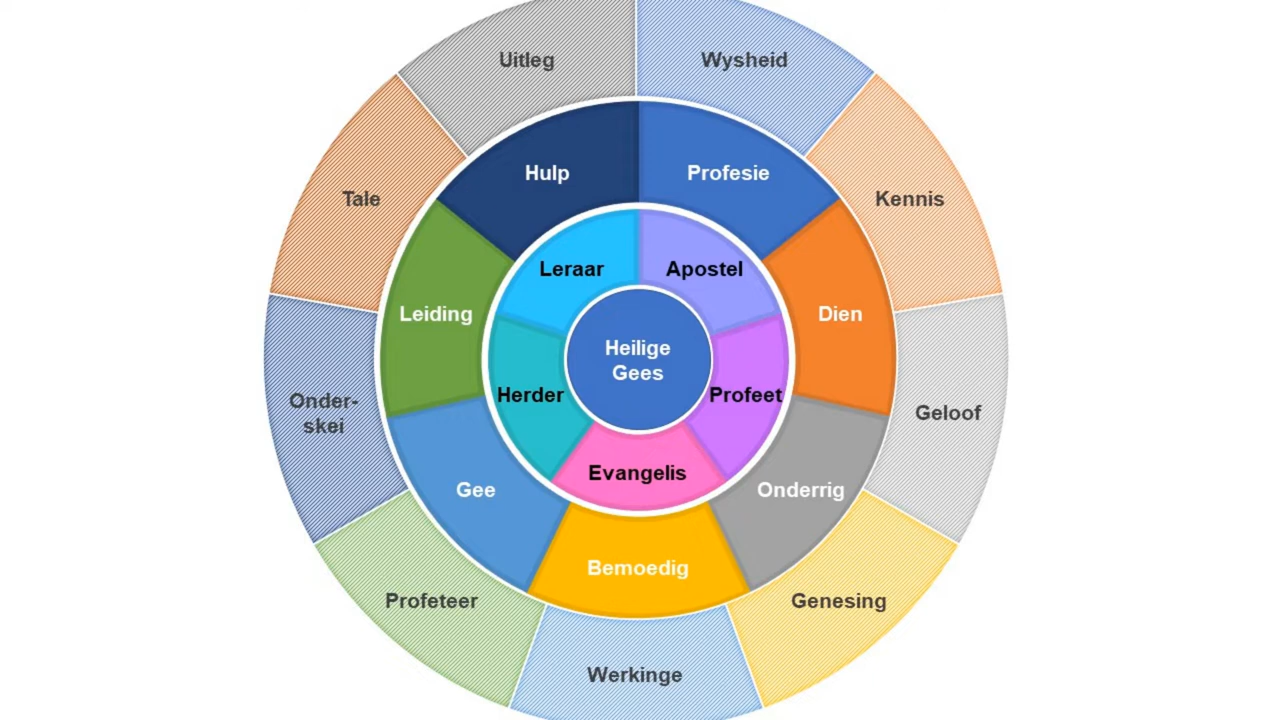 Uitleg
Wysheid
Hulp
Profesie
Tale
Kennis
Leraar
Apostel
Leiding
Dien
Heilige
Gees
Herder
Profeet
Onder-
skei
Geloof
Evangelis
Gee
Onderrig
Bemoedig
Profeteer
Genesing
Werkinge